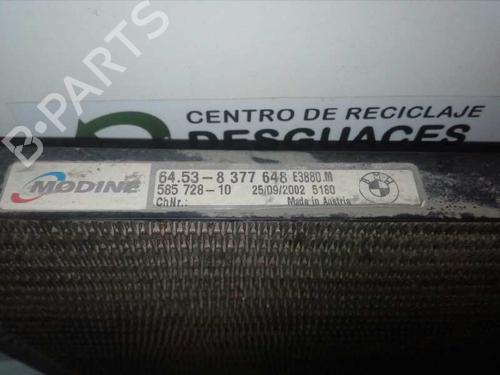 B-PARTS
CENTRO DE RECICLAJE
DESGUACES
MODINE
64.53-8 377 648 E3880.M
585 728-10 25/09/2002 5180
ChNr.: Made in Austria
BMW